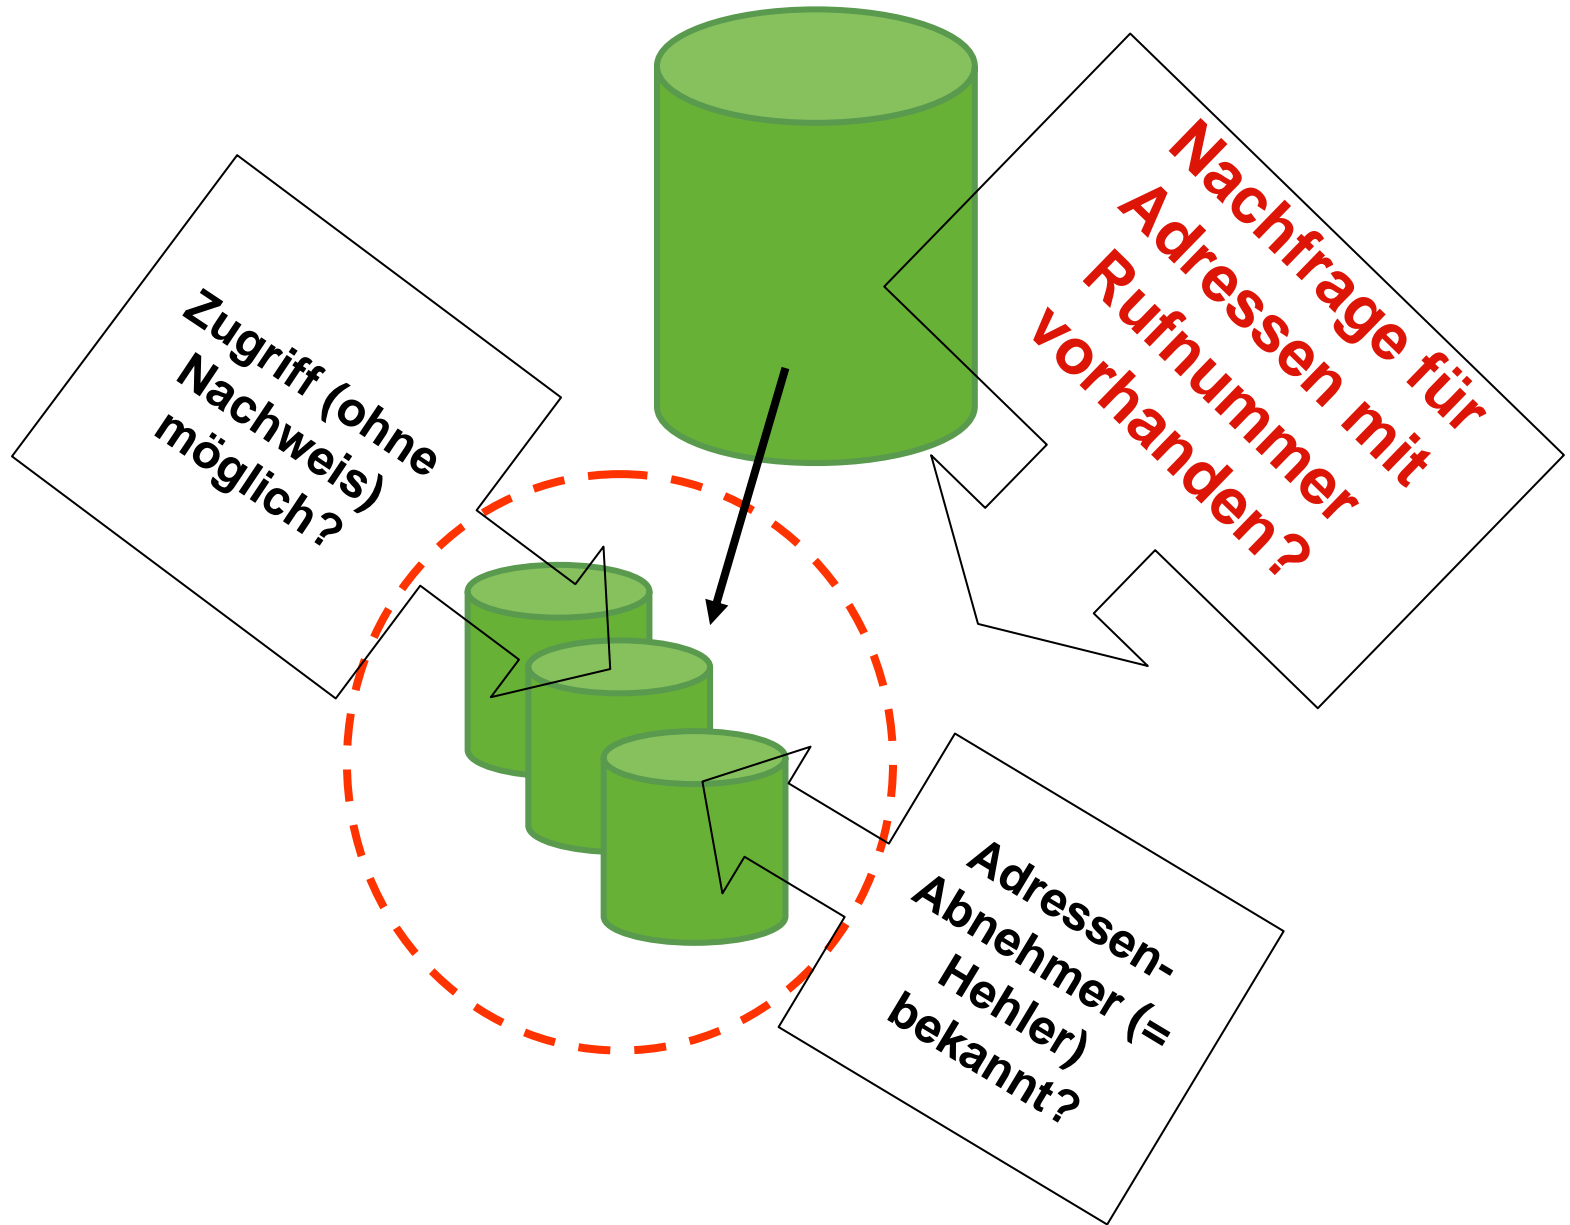 Nachfrage für
Adressen mit
Rufnummer
vorhanden?
Zugriff (ohne
Nachweis)
möglich?
Adressen-
Abnehmer (=
Hehler)
bekannt?